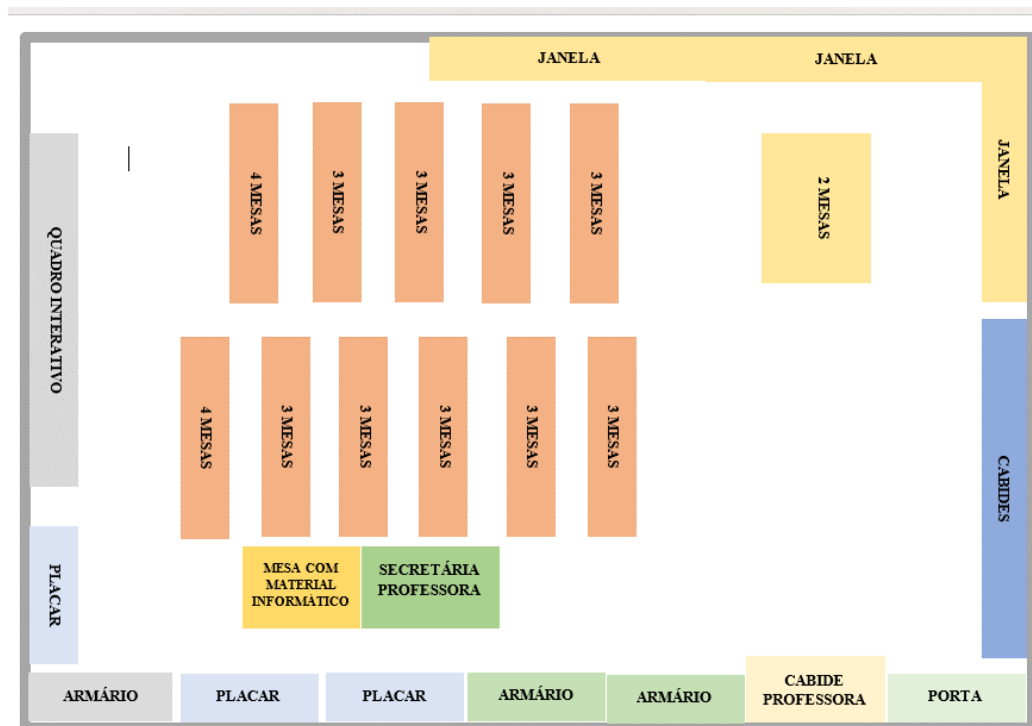 JANELA
JANELA
JANELA
QUADRO INTERATIVO
4 MESAS
3 MESAS
3 MESAS
3 MESAS
3 MESAS
2 MESAS
4 MESAS
3 MESAS
3 MESAS
3 MESAS
3 MESAS
3 MESAS
CABIDES
PLACAR
MESA COM
MATERIAL
INFORMÁTICO
SECRETÁRIA
PROFESSORA
ARMÁRIO
PLACAR
PLACAR
ARMÁRIO
ARMÁRIO
CABIDE
PROFESSORA
PORTA